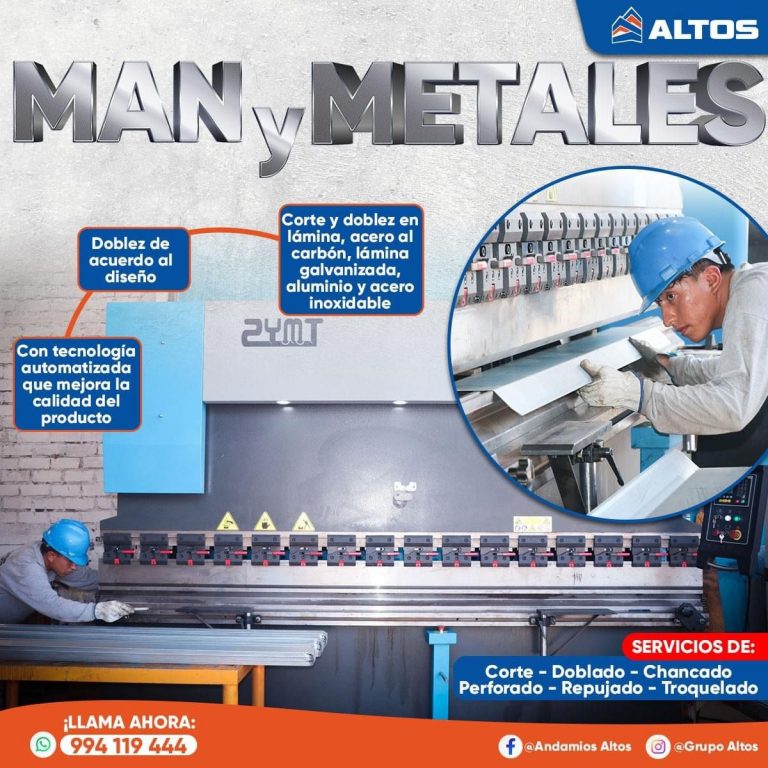 ALTOS
MAN y METALES
Corte y doblez en
lámina, acero al
carbón, lámina
galvanizada,
aluminio y acero
inoxidable
Doblez de
acuerdo al
diseño
Con tecnología
automatizada
que mejora la
calidad del
producto
ZYMT
SERVICIOS DE:
Corte - Doblado - Chancado
Perforado - Repujado - Troquelado
¡LLAMA AHORA:
994 119 444
@Andamios Altos
@Grupo Altos